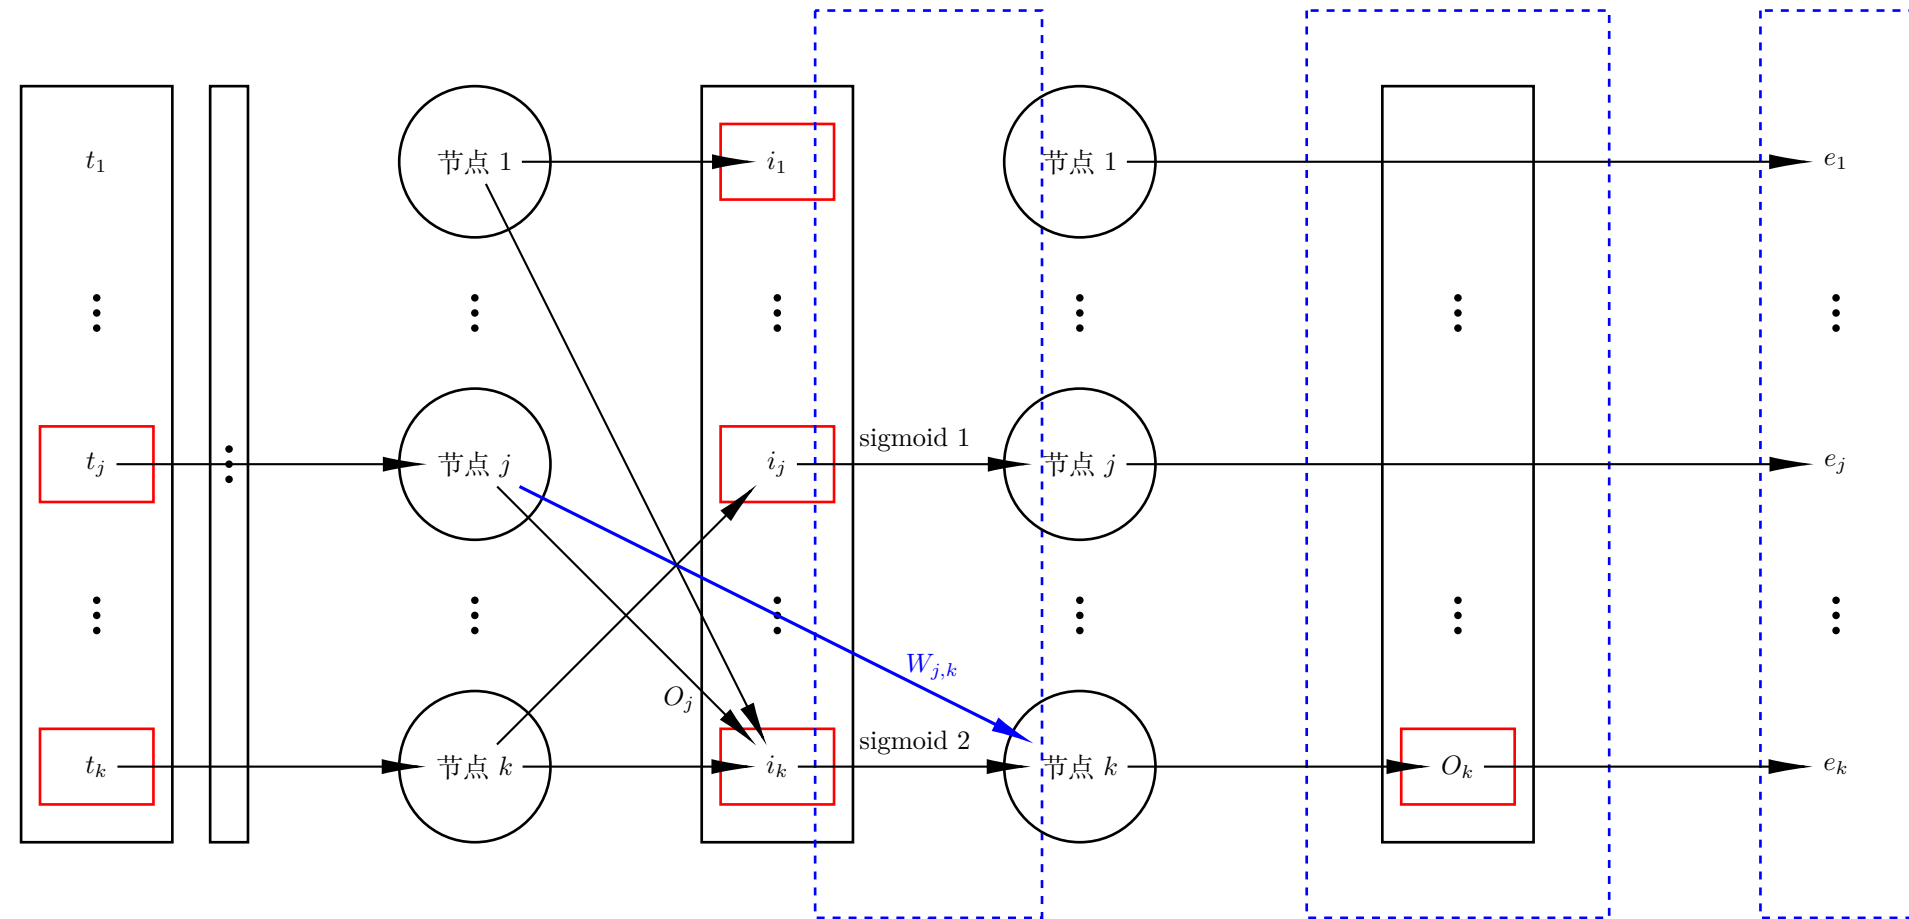 t₁ 节点 1 i₁ 节点 1 e₁
t_j 节点 j i_j sigmoid 1 节点 j e_j
W_{j,k}
O_j
t_k 节点 k i_k sigmoid 2 节点 k O_k e_k